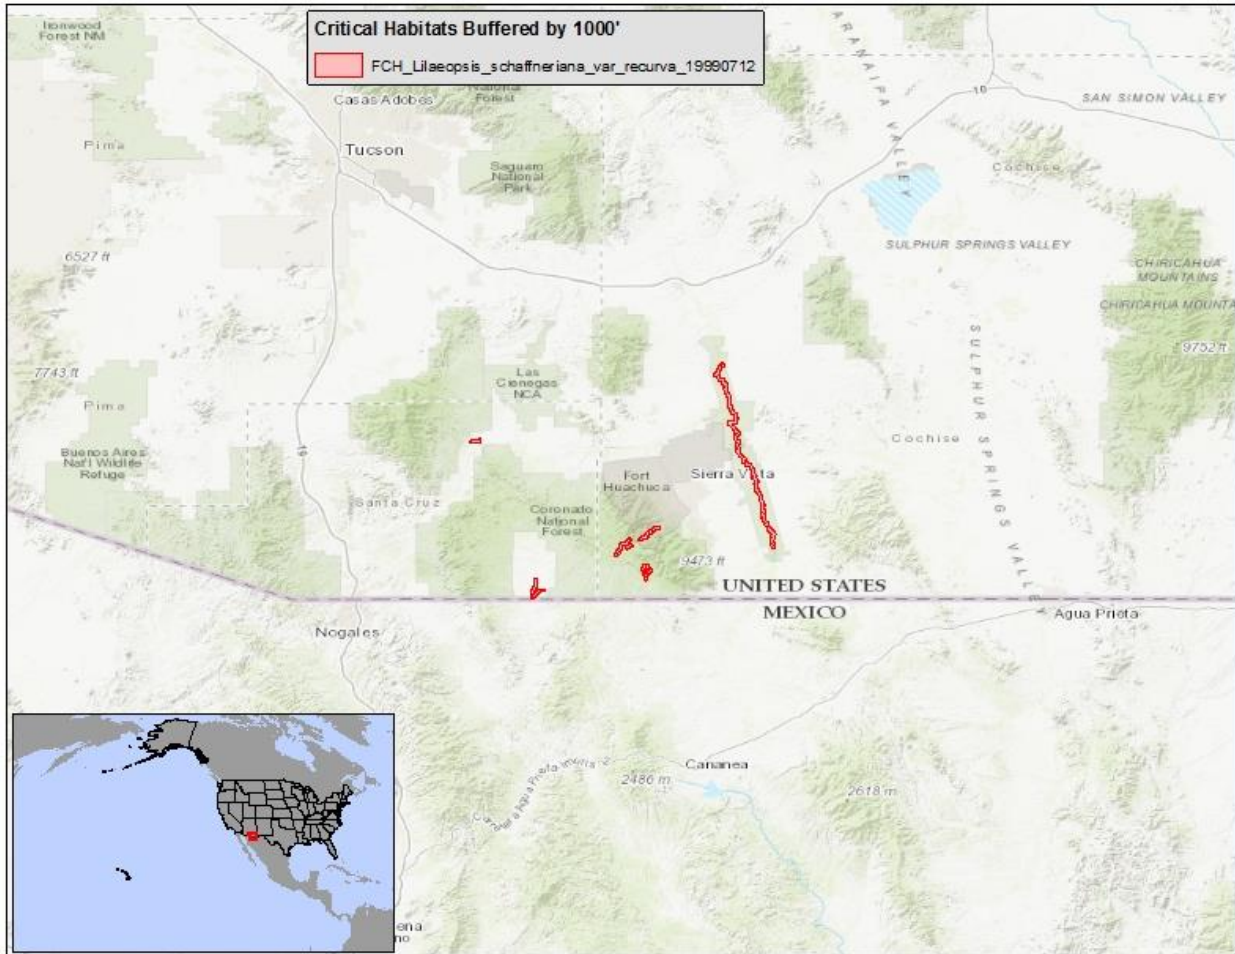 Critical Habitats Buffered by 1000'
FCH_Lilaeopsis_schaffneriana_var_recurva_19990712
Ironwood
Forest NM
ARANAIPA VALLEY
10
SAN SIMON VALLEY
National
Forest
Casas Adobes
Pima
Tucson
Saguaro
National
Park
Cochise
6527 ft
SULPHUR SPRINGS VALLEY
CHIRICAHUA
MOUNTAINS
CHIRICAHUA MOUNTA
SULPHUR SPRINGS VALLEY
9752 ft
7743 ft
Las
Cienegas
NCA
Pima
Buenos Aires
Nat'l Wildlife
Refuge
19
Cochise
Fort
Huachuca
Sierra Vista
Santa Cruz
Coronado
National
Forest
9473 ft
UNITED STATES
MEXICO
Agua Prieta
Nogales
Cananea
2486 m
2618 m